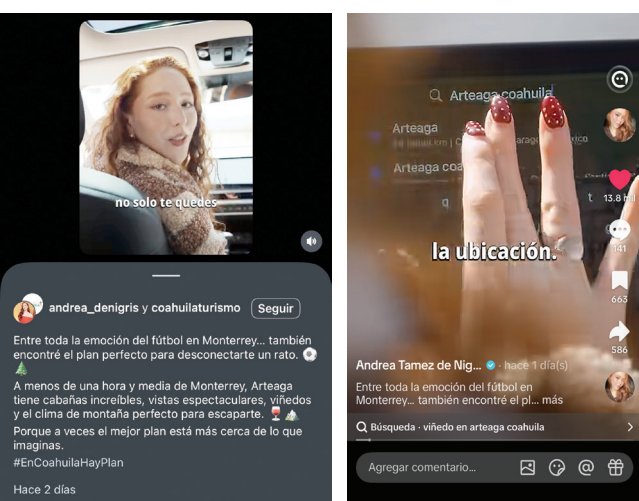 no solo te quedes
andrea_denigris y coahuilaturismo
Seguir
Entre toda la emoción del fútbol en Monterrey... también
encontré el plan perfecto para desconectarte un rato. ⚽
🌲
A menos de una hora y media de Monterrey, Arteaga
tiene cabañas increíbles, vistas espectaculares, viñedos
y el clima de montaña perfecto para escaparte. 🍷🏔️
Porque a veces el mejor plan está más cerca de lo que
imaginas.
#EnCoahuilaHayPlan
Hace 2 días
Arteaga coahuila
Arteaga
Arteaga coa
q
t
la ubicación.
13.8 mil
141
663
586
Andrea Tamez de Nig... · hace 1 día(s)
Entre toda la emoción del fútbol en
Monterrey... también encontré el pl... más
Búsqueda · viñedo en arteaga coahuila
Agregar comentario...